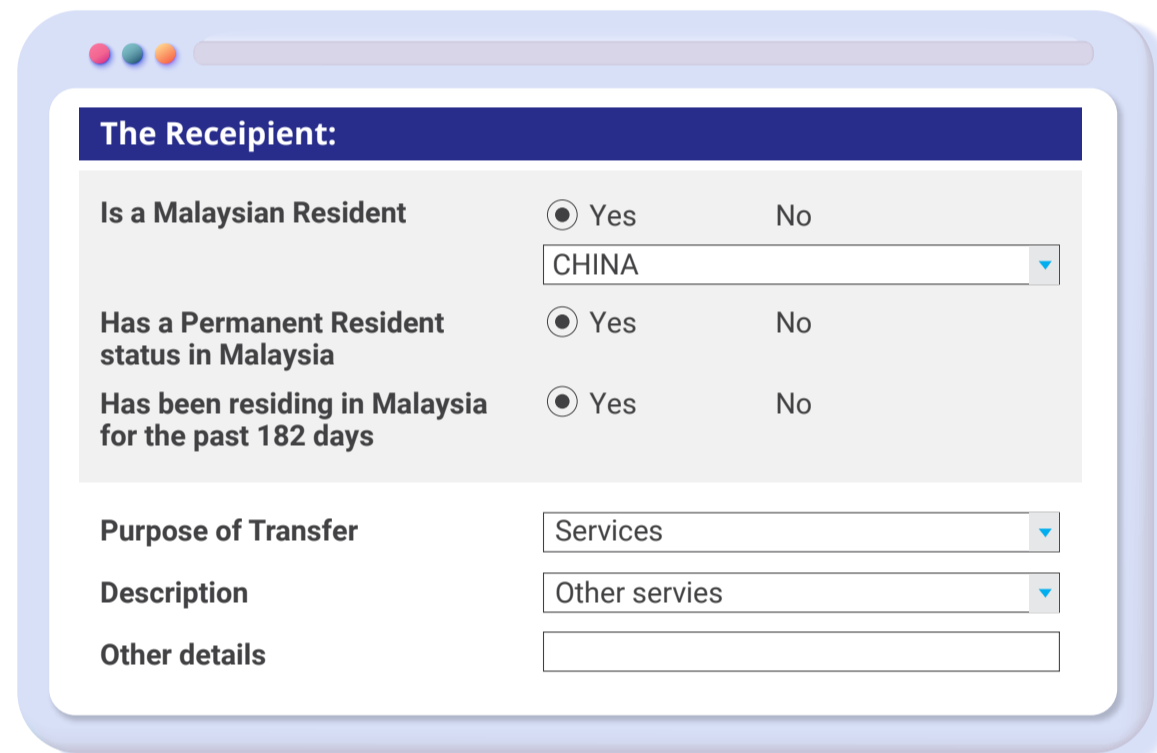 The Receipient:
Is a Malaysian Resident Yes No
CHINA
Has a Permanent Resident Yes No
status in Malaysia
Has been residing in Malaysia Yes No
for the past 182 days
Purpose of Transfer Services
Description Other servies
Other details